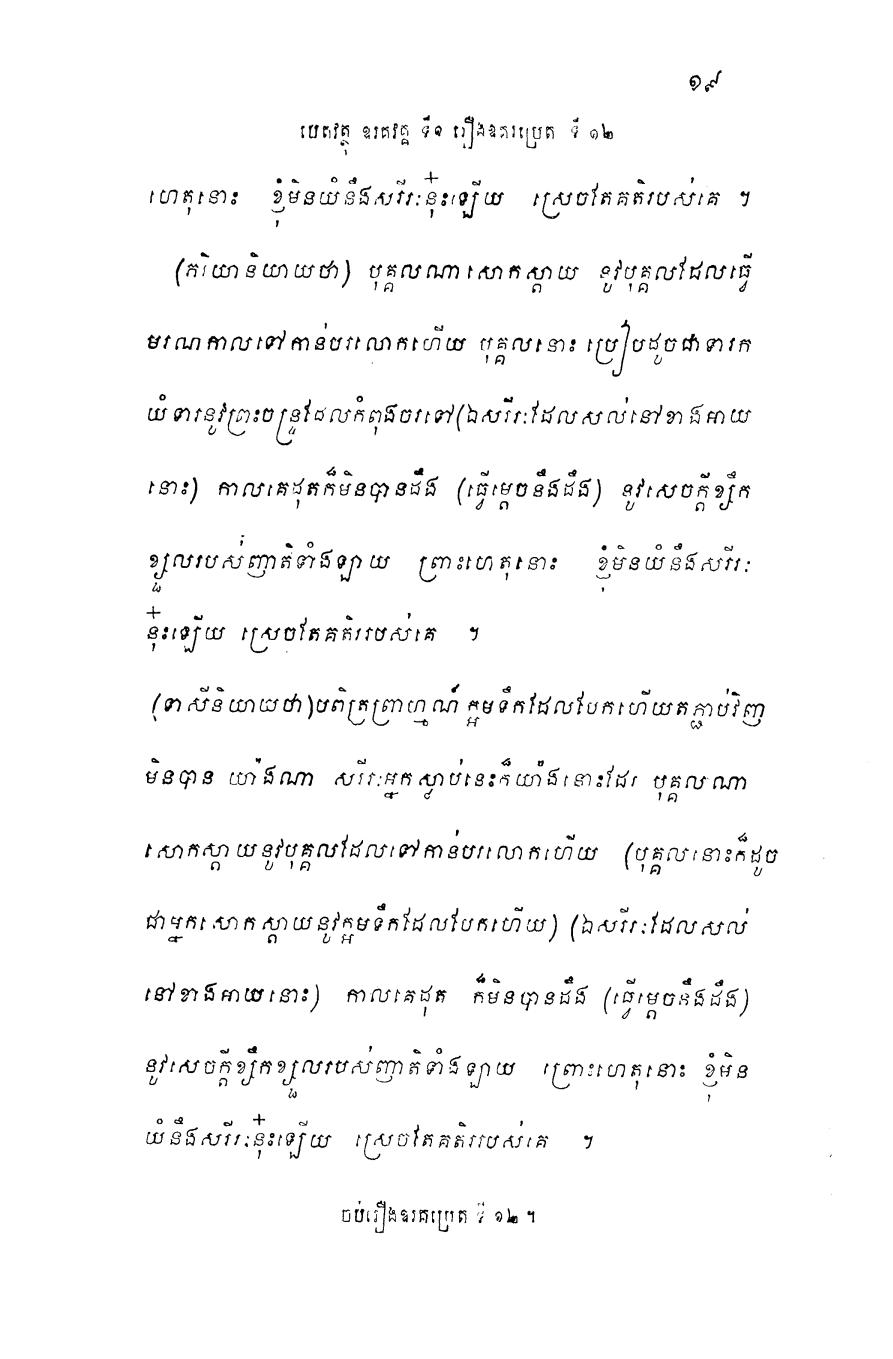 ១៩
បេតវត្ថុ ឧរគវគ្គ ទី១ រឿងឧរគប្រេត ទី ១២
ហេតុនោះ ខ្ញុំមិនយំនឹងសរីរៈនុ៎ះឡើយ ស្រេចតែគតិរបស់គេ ។
(ភរិយានិយាយថា) បុគ្គលណាសោកស្តាយ នូវបុគ្គលដែលធ្វើ
មរណកាលទៅកាន់បរលោកហើយ បុគ្គលនោះ ប្រៀបដូចជាទារក
យំទារនូវព្រះចន្ទ្រដែលកំពុងចរទៅ(ឯសរីរៈដែលសល់នៅខាងអាយ
នោះ) កាលគេដុតក៏មិនបានដឹង (ធ្វើម្តេចនឹងដឹង) នូវសេចក្តីខ្សឹក
ខ្សួលរបស់ញាតិទាំងឡាយ ព្រោះហេតុនោះ ខ្ញុំមិនយំនឹងសរីរៈ
នុ៎ះឡើយ ស្រេចតែគតិរបស់គេ ។
(ទាសីនិយាយថា)បពិត្រព្រាហ្មណ៍ ក្អមទឹកដែលបែកហើយតភ្ជាប់វិញ
មិនបាន យ៉ាងណា សរីរៈអ្នកស្លាប់នេះក៏យ៉ាងនោះដែរ បុគ្គលណា
សោកស្តាយនូវបុគ្គលដែលទៅកាន់បរលោកហើយ (បុគ្គលនោះក៏ដូច
ជាអ្នកសោកស្តាយនូវក្អមទឹកដែលបែកហើយ) (ឯសរីរៈដែលសល់
នៅខាងអាយនោះ) កាលគេដុត ក៏មិនបានដឹង (ធ្វើម្តេចនឹងដឹង)
នូវសេចក្តីខ្សឹកខ្សួលរបស់ញាតិទាំងឡាយ ព្រោះហេតុនោះ ខ្ញុំមិន
យំនឹងសរីរៈនុ៎ះឡើយ ស្រេចតែគតិរបស់គេ ។
ចប់រឿងឧរគប្រេត ទី ១២ ។